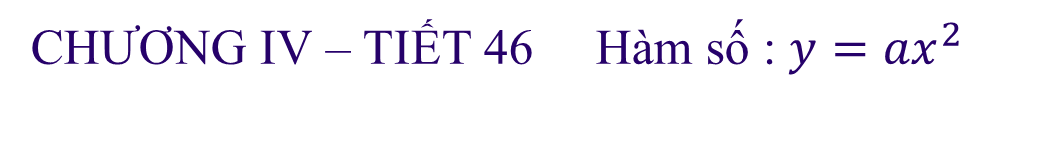 CHƯƠNG IV – TIẾT 46 Hàm số : y = ax²